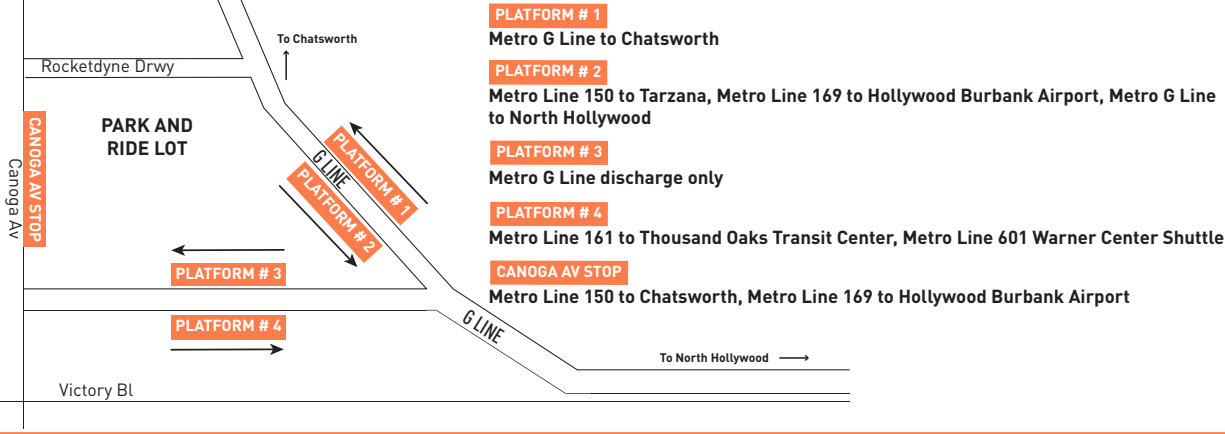 To Chatsworth
Rocketdyne Drwy
PARK AND
RIDE LOT
CANOGA AV STOP
Canoga Av
G LINE
PLATFORM # 1
PLATFORM # 2
PLATFORM # 3
PLATFORM # 4
G LINE
To North Hollywood
Victory Bl
PLATFORM # 1
Metro G Line to Chatsworth
PLATFORM # 2
Metro Line 150 to Tarzana, Metro Line 169 to Hollywood Burbank Airport, Metro G Line
to North Hollywood
PLATFORM # 3
Metro G Line discharge only
PLATFORM # 4
Metro Line 161 to Thousand Oaks Transit Center, Metro Line 601 Warner Center Shuttle
CANOGA AV STOP
Metro Line 150 to Chatsworth, Metro Line 169 to Hollywood Burbank Airport